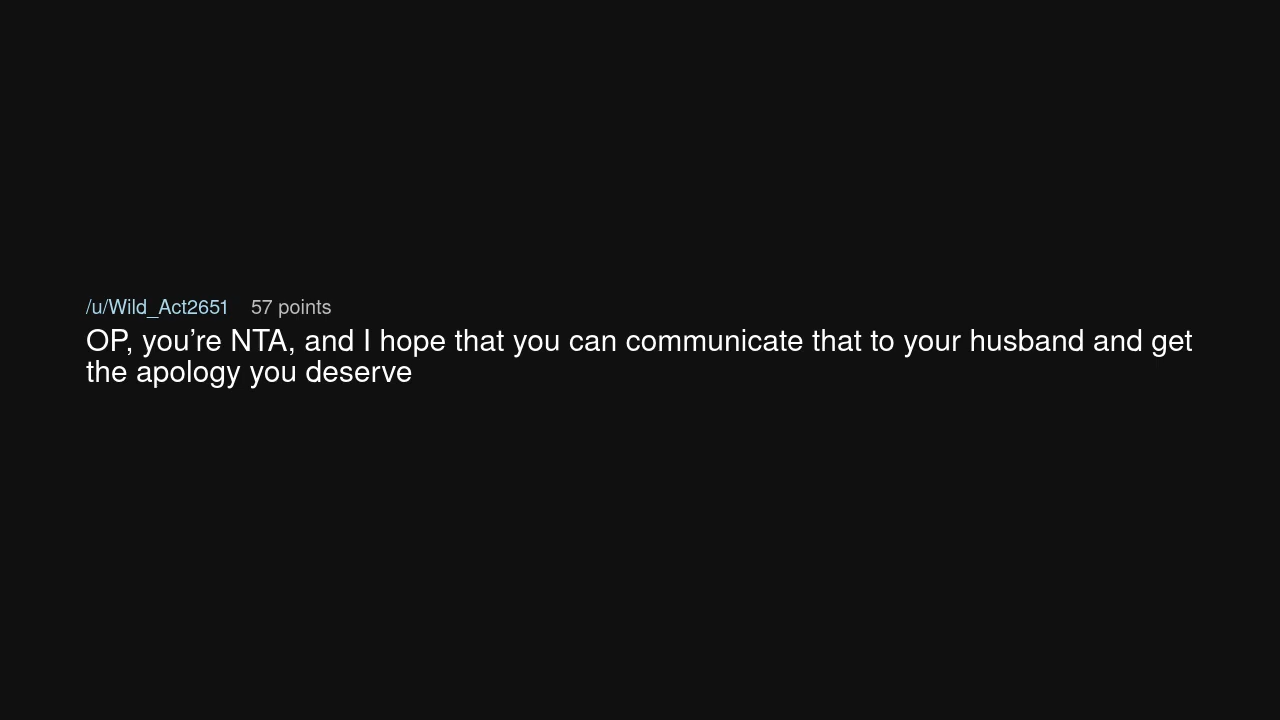 /u/Wild_Act2651 57 points
OP, you’re NTA, and I hope that you can communicate that to your husband and get
the apology you deserve